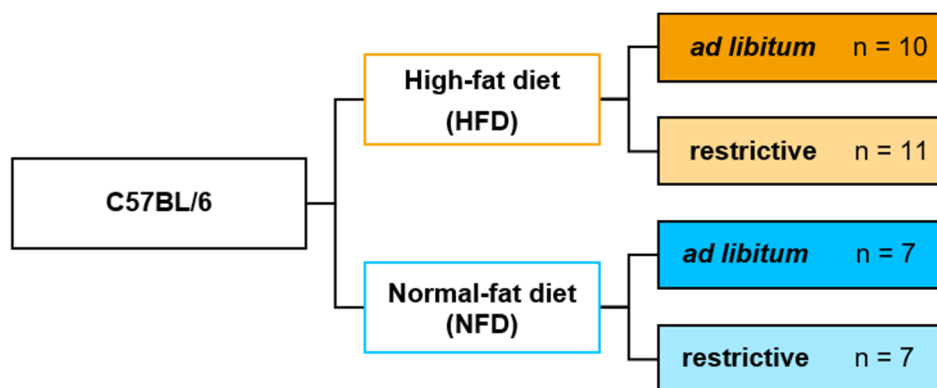 C57BL/6
High-fat diet
(HFD)
ad libitum n = 10
restrictive n = 11
Normal-fat diet
(NFD)
ad libitum n = 7
restrictive n = 7